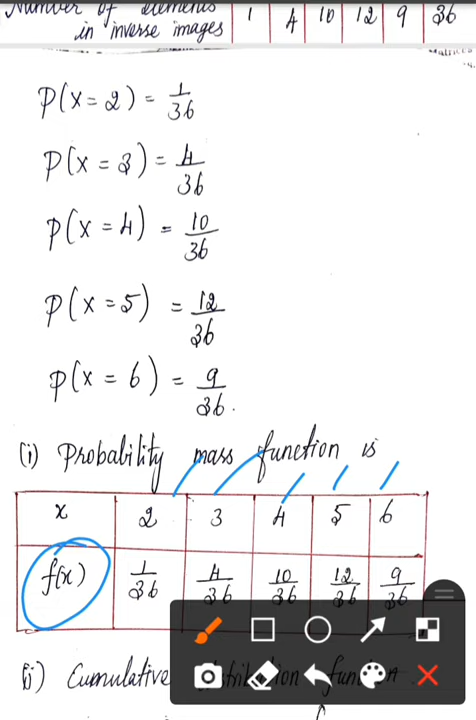 Number of elements
in inverse images | 1 | 4 | 10 | 12 | 9 | 36
P(x = 2) = 1/36
P(x = 3) = 4/36
P(x = 4) = 10/36
P(x = 5) = 12/36
P(x = 6) = 9/36.
(i) Probability mass function is
x | 2 | 3 | 4 | 5 | 6
f(x) | 1/36 | 4/36 | 10/36 | 12/36 | 9/36
(ii) Cumulative distribution function